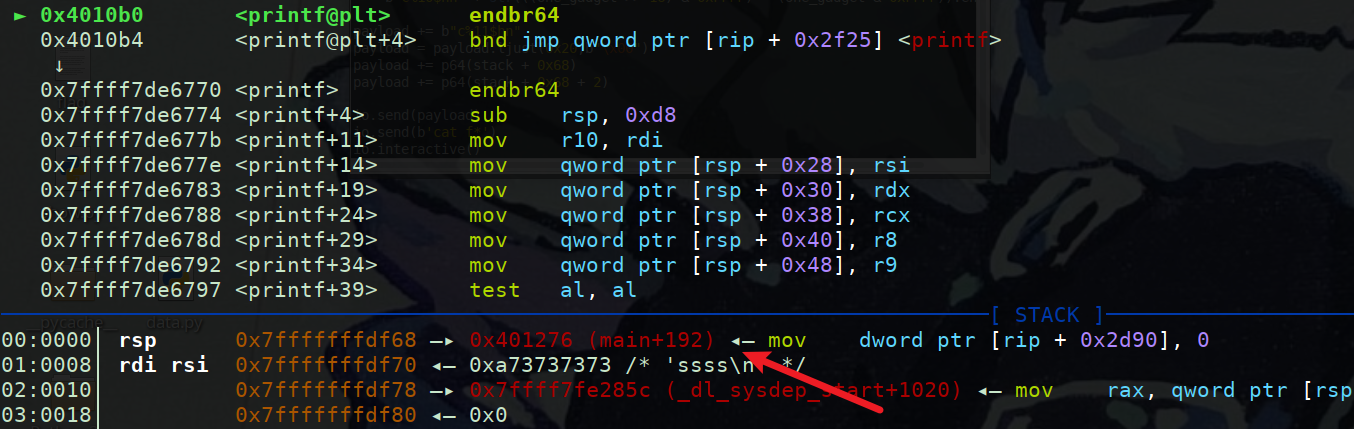 ► 0x4010b0 <printf@plt> endbr64
0x4010b4 <printf@plt+4> bnd jmp qword ptr [rip + 0x2f25] <printf>
↓
0x7ffff7de6770 <printf> endbr64
0x7ffff7de6774 <printf+4> sub rsp, 0xd8
0x7ffff7de677b <printf+11> mov r10, rdi
0x7ffff7de677e <printf+14> mov qword ptr [rsp + 0x28], rsi
0x7ffff7de6783 <printf+19> mov qword ptr [rsp + 0x30], rdx
0x7ffff7de6788 <printf+24> mov qword ptr [rsp + 0x38], rcx
0x7ffff7de678d <printf+29> mov qword ptr [rsp + 0x40], r8
0x7ffff7de6792 <printf+34> mov qword ptr [rsp + 0x48], r9
0x7ffff7de6797 <printf+39> test al, al
[ STACK ]
00:0000│ rsp 0x7fffffffdf68 —▸ 0x401276 (main+192) ◂— mov dword ptr [rip + 0x2d90], 0
01:0008│ rdi rsi 0x7fffffffdf70 ◂— 0xa73737373 /* 'ssss\n' */
02:0010│ 0x7fffffffdf78 —▸ 0x7ffff7fe285c (_dl_sysdep_start+1020) ◂— mov rax, qword ptr [rsp
03:0018│ 0x7fffffffdf80 ◂— 0x0